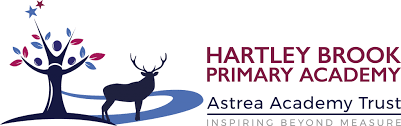 HARTLEY BROOK
PRIMARY ACADEMY
Astrea Academy Trust
INSPIRING BEYOND MEASURE